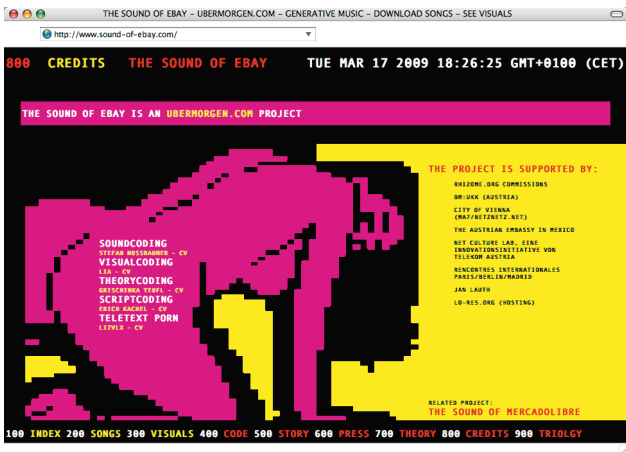 THE SOUND OF EBAY – UBERMORGEN.COM – GENERATIVE MUSIC – DOWNLOAD SONGS – SEE VISUALS
http://www.sound-of-ebay.com/
800 CREDITS THE SOUND OF EBAY TUE MAR 17 2009 18:26:25 GMT+0100 (CET)
THE SOUND OF EBAY IS AN UBERMORGEN.COM PROJECT
THE PROJECT IS SUPPORTED BY:
RHIZOME.ORG COMMISSIONS
BM:UKK (AUSTRIA)
CITY OF VIENNA
(MA7/NETZNETZ.NET)
THE AUSTRIAN EMBASSY IN MEXICO
NET CULTURE LAB, EINE
INNOVATIONSINITIATIVE VON
TELEKOM AUSTRIA
RENCONTRES INTERNATIONALES
PARIS/BERLIN/MADRID
JAN LAUTH
LO-RES.ORG (HOSTING)
SOUNDCODING
STEFAN NUSSBAUMER - CV
VISUALCODING
LIA - CV
THEORYCODING
GRISCHINKA TEUFL - CV
SCRIPTCODING
ERICH KACHEL - CV
TELETEXT PORN
LIZVLX - CV
RELATED PROJECT:
THE SOUND OF MERCADOLIBRE
100 INDEX 200 SONGS 300 VISUALS 400 CODE 500 STORY 600 PRESS 700 THEORY 800 CREDITS 900 TRIOLGY